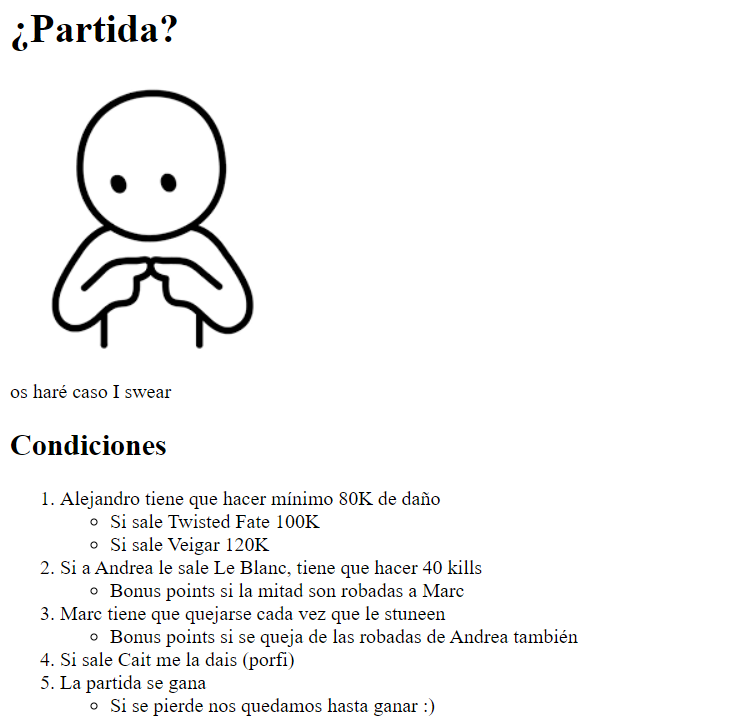 ¿Partida?
os haré caso I swear
Condiciones
1. Alejandro tiene que hacer mínimo 80K de daño
○ Si sale Twisted Fate 100K
○ Si sale Veigar 120K
2. Si a Andrea le sale Le Blanc, tiene que hacer 40 kills
○ Bonus points si la mitad son robadas a Marc
3. Marc tiene que quejarse cada vez que le stuneen
○ Bonus points si se queja de las robadas de Andrea también
4. Si sale Cait me la dais (porfi)
5. La partida se gana
○ Si se pierde nos quedamos hasta ganar :)